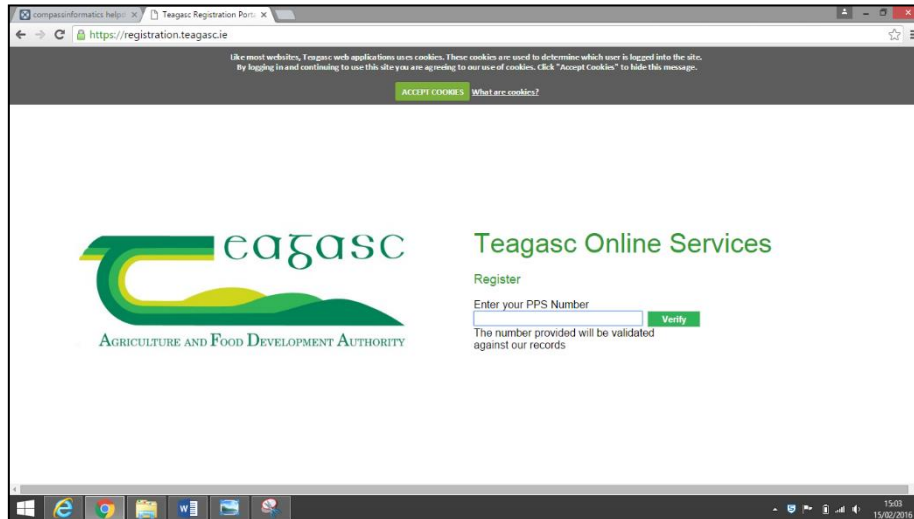 compassinformatics help
Teagasc Registration Port
https://registration.teagasc.ie
Like most websites, Teagasc web applications uses cookies. These cookies are used to determine which user is logged into the site.
By logging in and continuing to use this site you are agreeing to our use of cookies. Click "Accept Cookies" to hide this message.
ACCEPT COOKIES What are cookies?
Teagasc
AGRICULTURE AND FOOD DEVELOPMENT AUTHORITY
Teagasc Online Services
Register
Enter your PPS Number
Verify
The number provided will be validated
against our records
15:03
15/02/2016